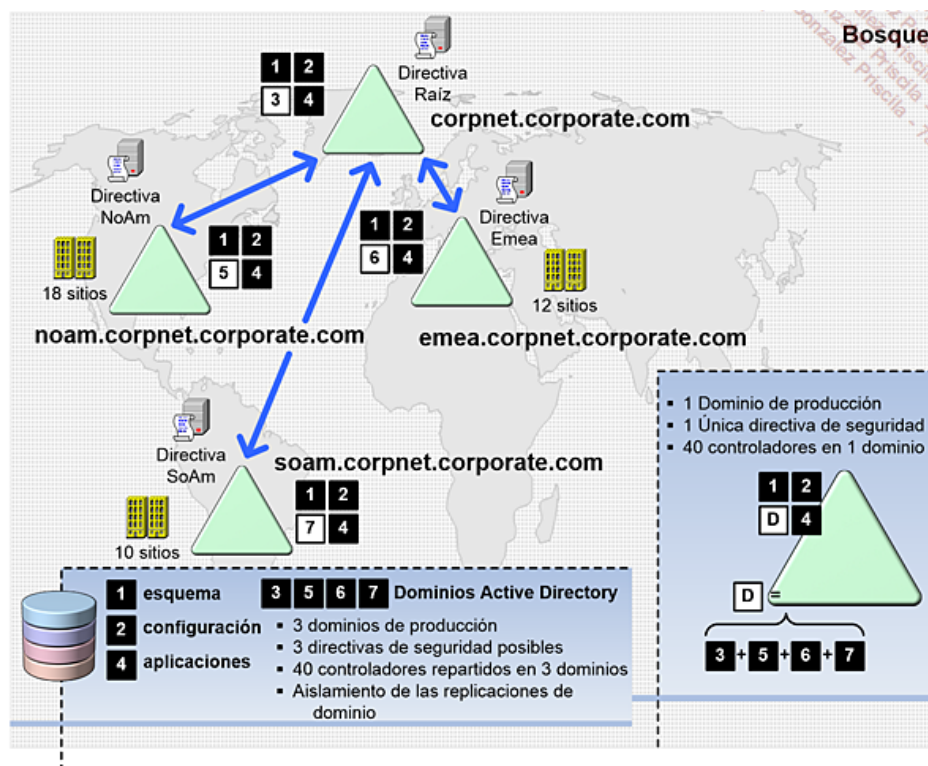 Bosque
Directiva
Raíz
1 2
3 4
corpnet.corporate.com
Directiva
NoAm
1 2
5 4
18 sitios
noam.corpnet.corporate.com
Directiva
Emea
1 2
6 4
12 sitios
emea.corpnet.corporate.com
Directiva
SoAm
soam.corpnet.corporate.com
1 2
7 4
10 sitios
1 esquema
2 configuración
4 aplicaciones
3 5 6 7 Dominios Active Directory
▪ 3 dominios de producción
▪ 3 directivas de seguridad posibles
▪ 40 controladores repartidos en 3 dominios
▪ Aislamiento de las replicaciones de
dominio
▪ 1 Dominio de producción
▪ 1 Única directiva de seguridad
▪ 40 controladores en 1 dominio
1 2
D 4
D =
3 + 5 + 6 + 7
Gonzalez Priscila